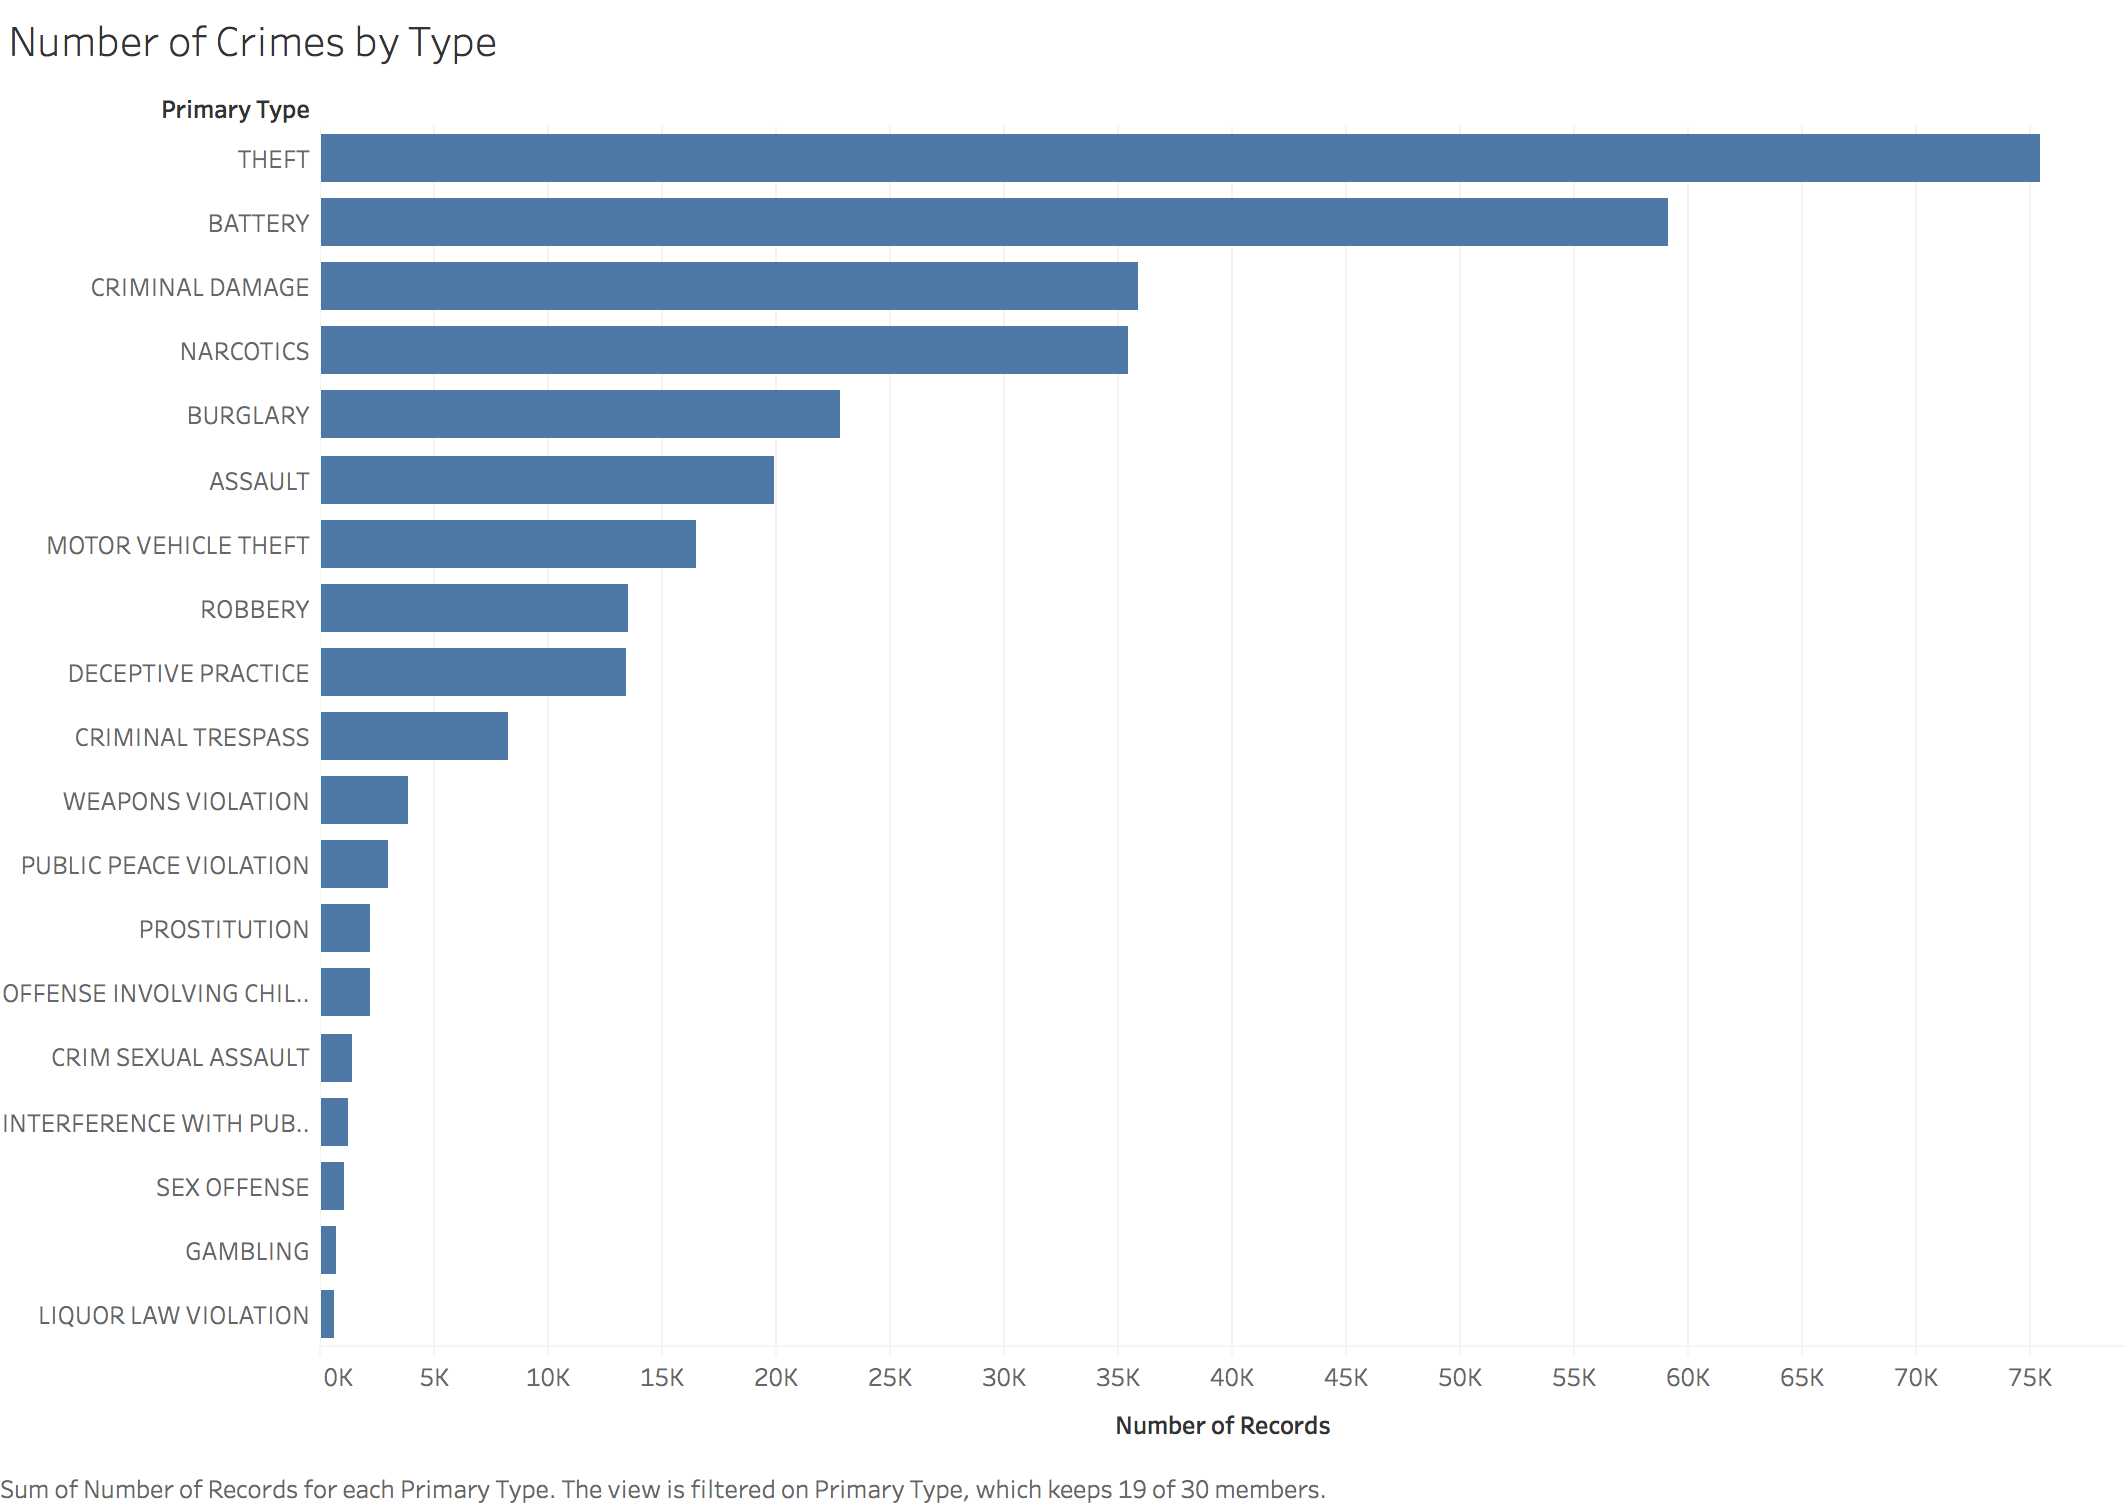 Number of Crimes by Type
Primary Type
THEFT
BATTERY
CRIMINAL DAMAGE
NARCOTICS
BURGLARY
ASSAULT
MOTOR VEHICLE THEFT
ROBBERY
DECEPTIVE PRACTICE
CRIMINAL TRESPASS
WEAPONS VIOLATION
PUBLIC PEACE VIOLATION
PROSTITUTION
OFFENSE INVOLVING CHIL..
CRIM SEXUAL ASSAULT
INTERFERENCE WITH PUB..
SEX OFFENSE
GAMBLING
LIQUOR LAW VIOLATION
0K 5K 10K 15K 20K 25K 30K 35K 40K 45K 50K 55K 60K 65K 70K 75K
Number of Records
Sum of Number of Records for each Primary Type. The view is filtered on Primary Type, which keeps 19 of 30 members.